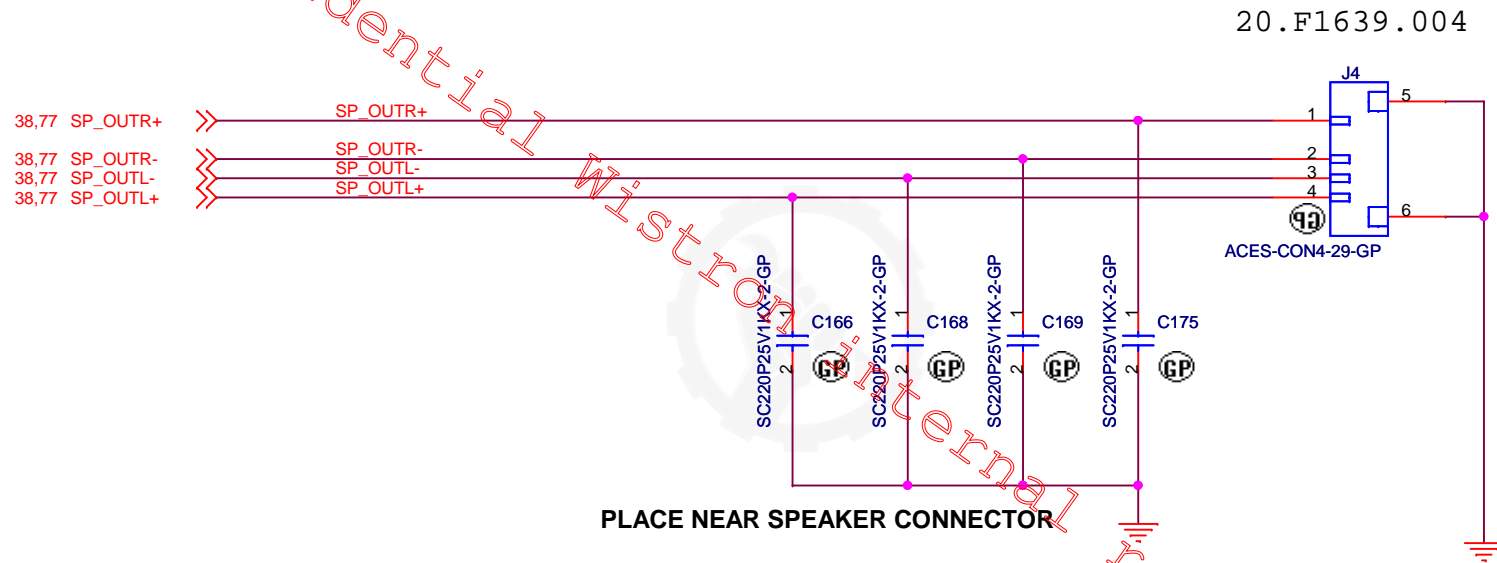 20.F1639.004
J4
38,77 SP_OUTR+
SP_OUTR+
1
5
38,77 SP_OUTR-
SP_OUTR-
2
38,77 SP_OUTL-
SP_OUTL-
3
38,77 SP_OUTL+
SP_OUTL+
4
6
GP
ACES-CON4-29-GP
SC220P25V1KX-2-GP
1
C166
2
GP
SC220P25V1KX-2-GP
1
C168
2
GP
SC220P25V1KX-2-GP
1
C169
2
GP
SC220P25V1KX-2-GP
1
C175
2
GP
PLACE NEAR SPEAKER CONNECTOR
dential Wistron internal r